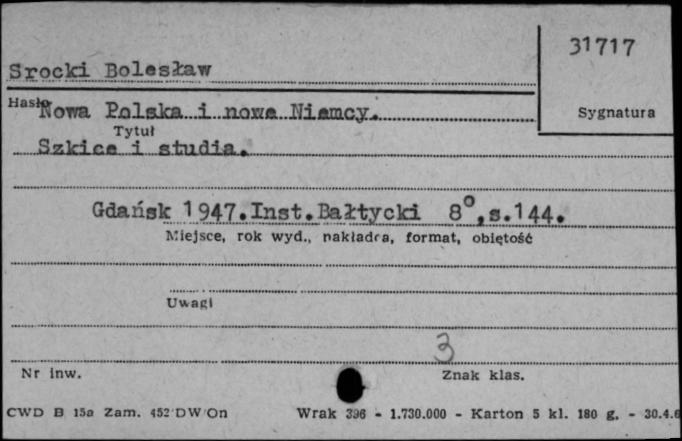 31717
Srocki Bolesław
Hasło
Nowa Polska i nowe Niemcy.
Sygnatura
Tytuł
Szkice i studia.
Gdańsk 1947.Inst.Bałtycki 8°,s.144.
Miejsce, rok wyd., nakładca, format, objętość
Uwagi
3
Nr inw.
Znak klas.
CWD B 15a Zam. 452 DW/On Wrak 396 - 1.730.000 - Karton 5 kl. 180 g. - 30.4.6